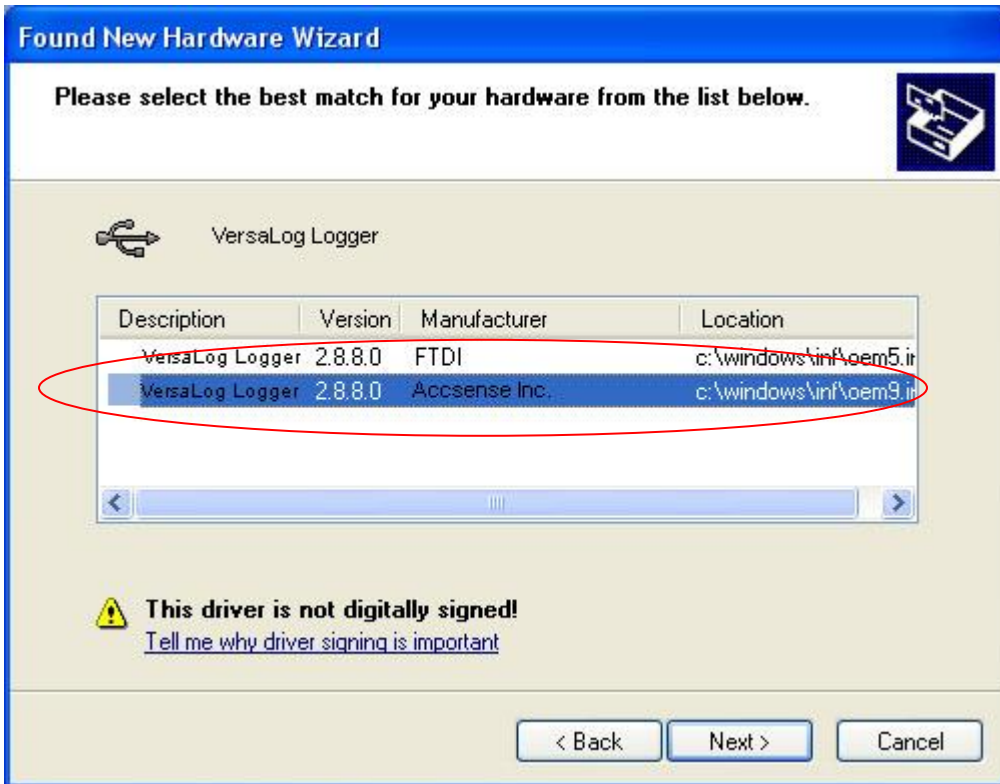 Found New Hardware Wizard
Please select the best match for your hardware from the list below.
VersaLog Logger
Description Version Manufacturer Location
VersaLog Logger 2.8.8.0 FTDI c:\windows\inf\oem5.in
VersaLog Logger 2.8.8.0 Accsense Inc. c:\windows\inf\oem9.in
This driver is not digitally signed!
Tell me why driver signing is important
< Back Next > Cancel